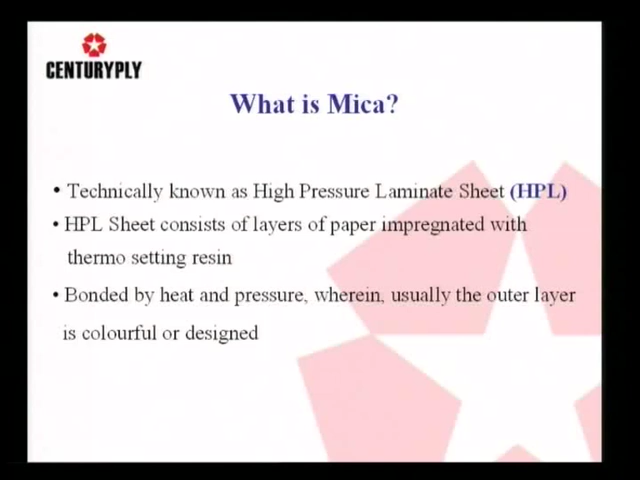 CENTURYPLY
What is Mica?
• Technically known as High Pressure Laminate Sheet (HPL)
• HPL Sheet consists of layers of paper impregnated with
thermo setting resin
• Bonded by heat and pressure, wherein, usually the outer layer
is colourful or designed